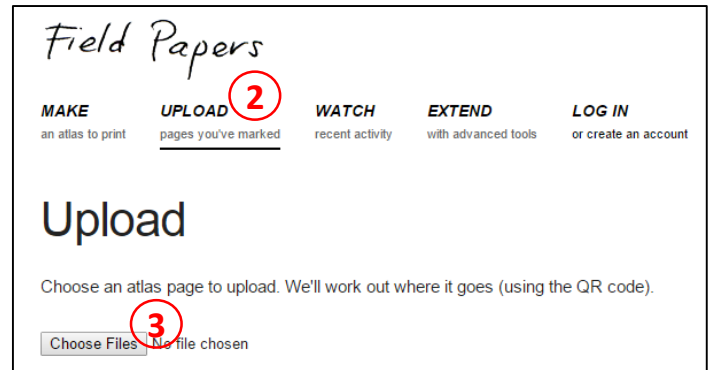 Field Papers
2
MAKE UPLOAD WATCH EXTEND LOG IN
an atlas to print pages you've marked recent activity with advanced tools or create an account
Upload
Choose an atlas page to upload. We'll work out where it goes (using the QR code).
3
Choose Files No file chosen